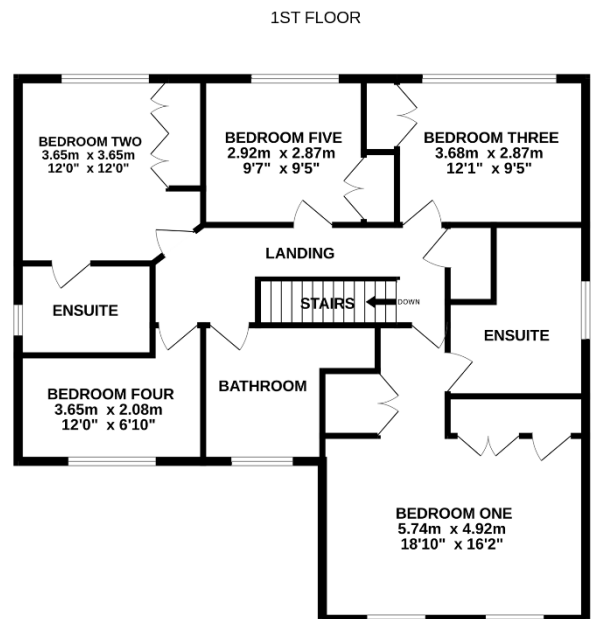 1ST FLOOR
BEDROOM TWO
3.65m x 3.65m
12'0" x 12'0"
BEDROOM FIVE
2.92m x 2.87m
9'7" x 9'5"
BEDROOM THREE
3.68m x 2.87m
12'1" x 9'5"
LANDING
ENSUITE
STAIRS
DOWN
ENSUITE
BEDROOM FOUR
3.65m x 2.08m
12'0" x 6'10"
BATHROOM
BEDROOM ONE
5.74m x 4.92m
18'10" x 16'2"